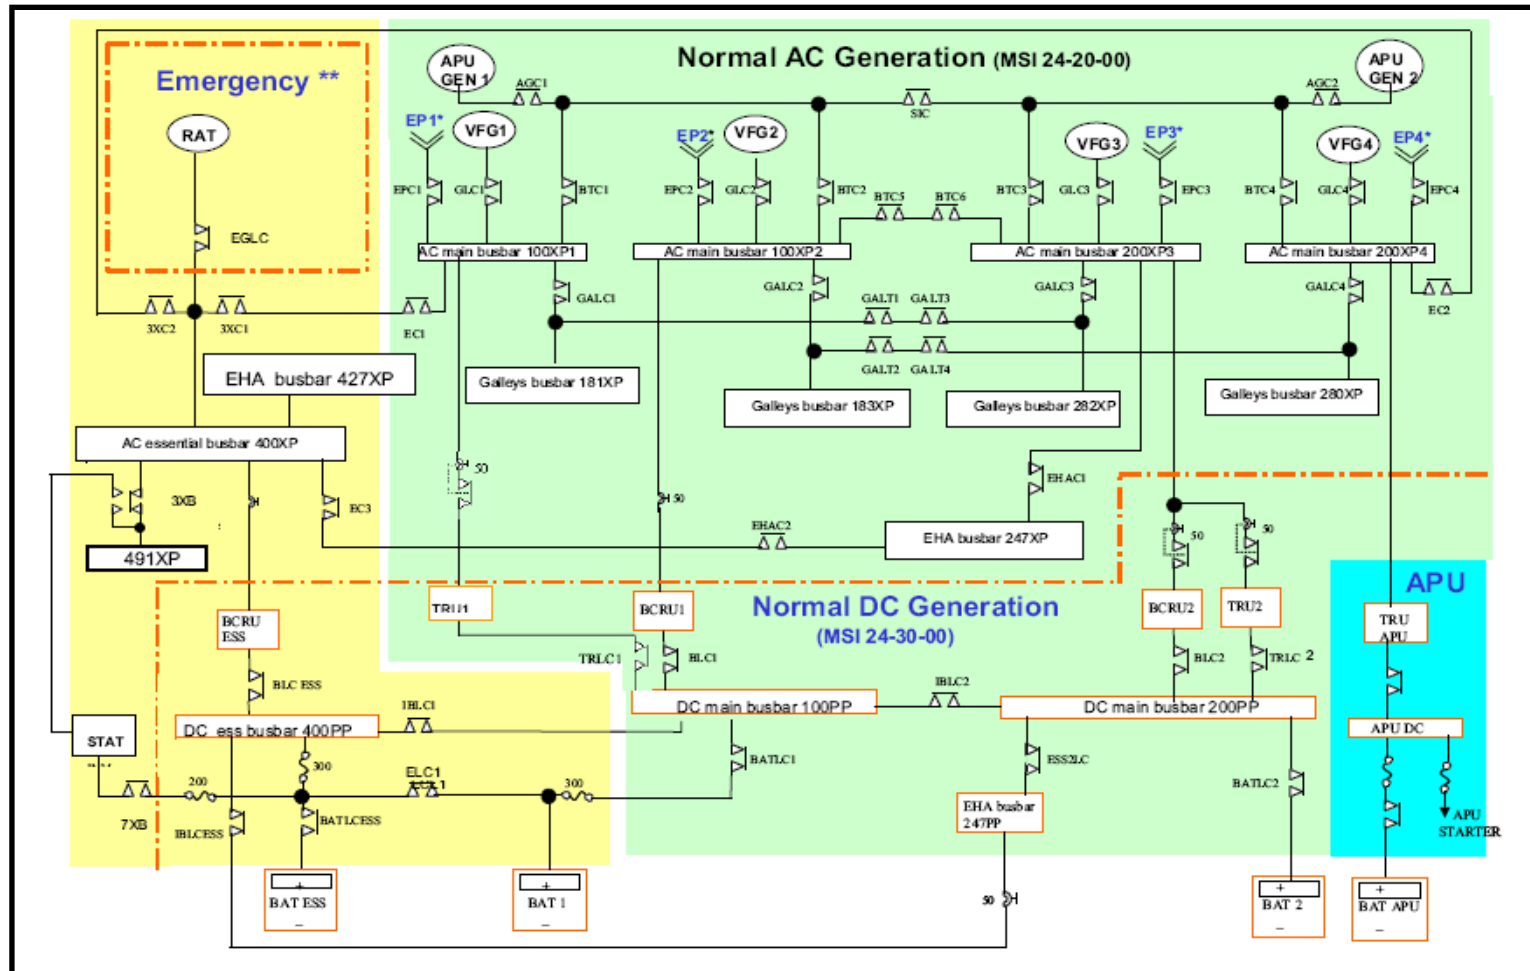 Normal AC Generation (MSI 24-20-00)
Emergency **
APU
GEN 1
AGC1
SIC
AGC2
APU
GEN 2
RAT
EP1*
VFG1
EP2*
VFG2
VFG3
EP3*
VFG4
EP4*
EPC1
GLC1
BTC1
EPC2
GLC2
BTC2
BTC5
BTC6
BTC3
GLC3
EPC3
BTC4
GLC4
EPC4
EGLC
AC main busbar 100XP1
AC main busbar 100XP2
AC main busbar 200XP3
AC main busbar 200XP4
3XC2
3XC1
EC1
GALC1
GALC2
GALC3
GALC4
EC2
GALT1
GALT3
GALT2
GALT4
EHA busbar 427XP
Galleys busbar 181XP
Galleys busbar 183XP
Galleys busbar 282XP
Galleys busbar 280XP
AC essential busbar 400XP
50
3XB
EC3
50
EHAC1
EHAC2
50
50
491XP
EHA busbar 247XP
APU
Normal DC Generation
(MSI 24-30-00)
BCRU
ESS
TRU1
BCRU1
BCRU2
TRU2
TRU
APU
TRLC1
BLC1
BLC2
TRLC 2
BLC ESS
IBLC1
IBLC2
DC ess busbar 400PP
DC main busbar 100PP
DC main busbar 200PP
APU DC
STAT
300
200
ELC1
300
BATLC1
ESS2LC
BATLC2
7XB
IBLCESS
BATLCESS
EHA busbar
247PP
APU
STARTER
+
BAT ESS
–
+
BAT 1
–
50
+
BAT 2
–
+
BAT APU
–